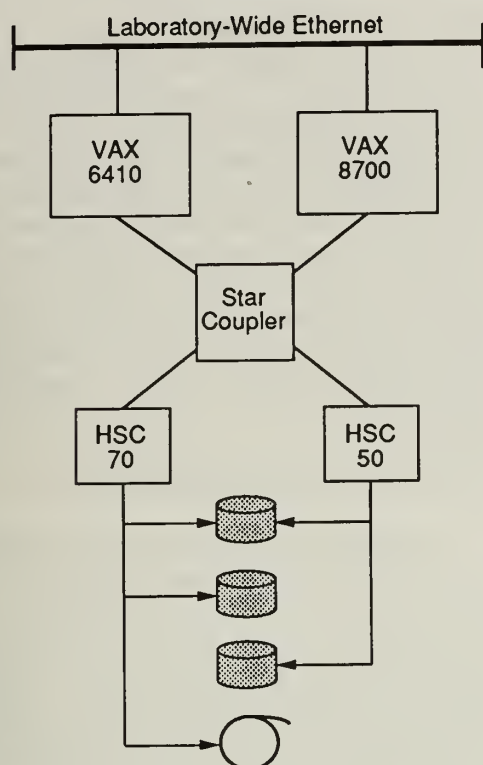 Laboratory-Wide Ethernet
VAX
6410
VAX
8700
Star
Coupler
HSC
70
HSC
50